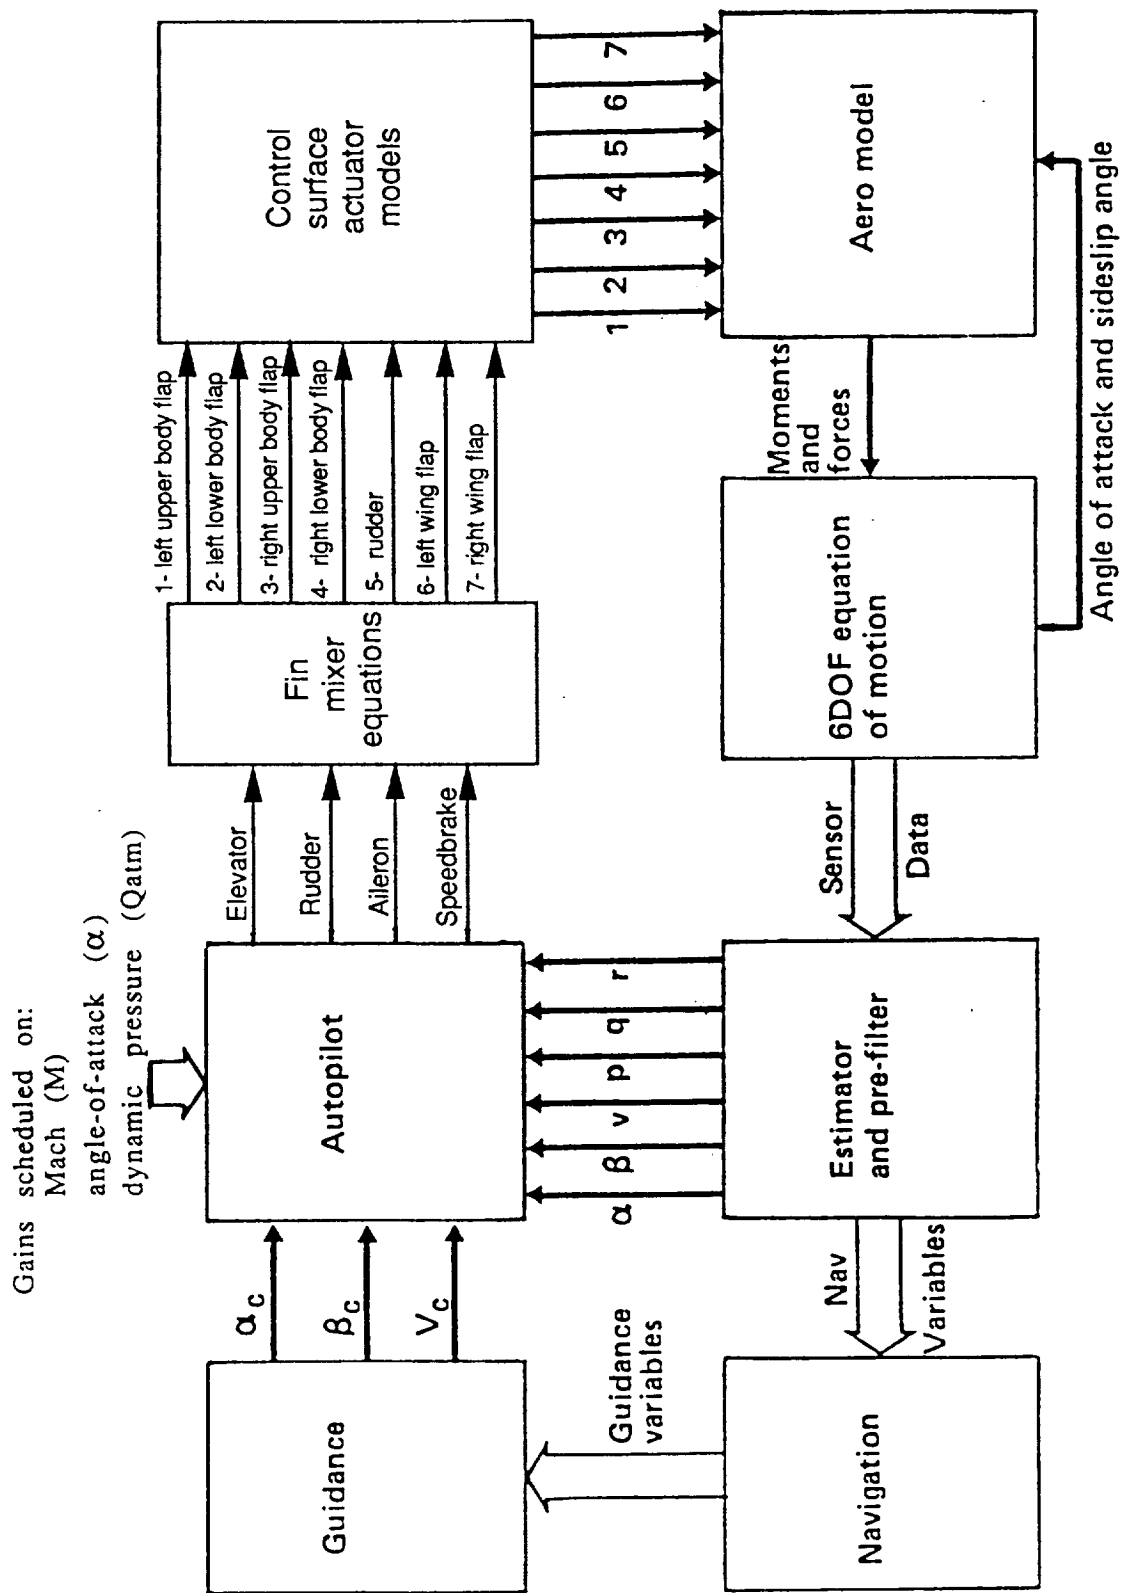 Gains scheduled on:
Mach (M)
angle-of-attack (α)
dynamic pressure (Qatm)
Guidance
αc
βc
Vc
Autopilot
Elevator
Rudder
Aileron
Speedbrake
Fin
mixer
equations
1- left upper body flap
2- left lower body flap
3- right upper body flap
4- right lower body flap
5- rudder
6- left wing flap
7- right wing flap
Control
surface
actuator
models
Guidance
variables
α
β
v
p
q
r
1
2
3
4
5
6
7
Navigation
Nav
Variables
Estimator
and pre-filter
Sensor
Data
6DOF equation
of motion
Moments
and
forces
Aero model
Angle of attack and sideslip angle